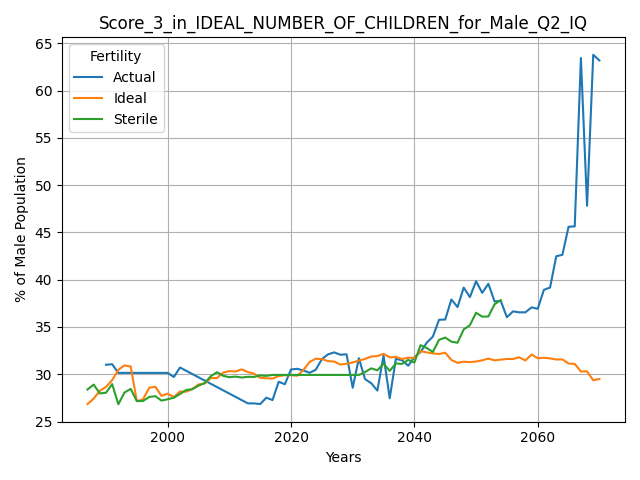 Score_3_in_IDEAL_NUMBER_OF_CHILDREN_for_Male_Q2_IQ
Fertility
Actual
Ideal
Sterile
% of Male Population
65
60
55
50
45
40
35
30
25
2000
2020
2040
2060
Years